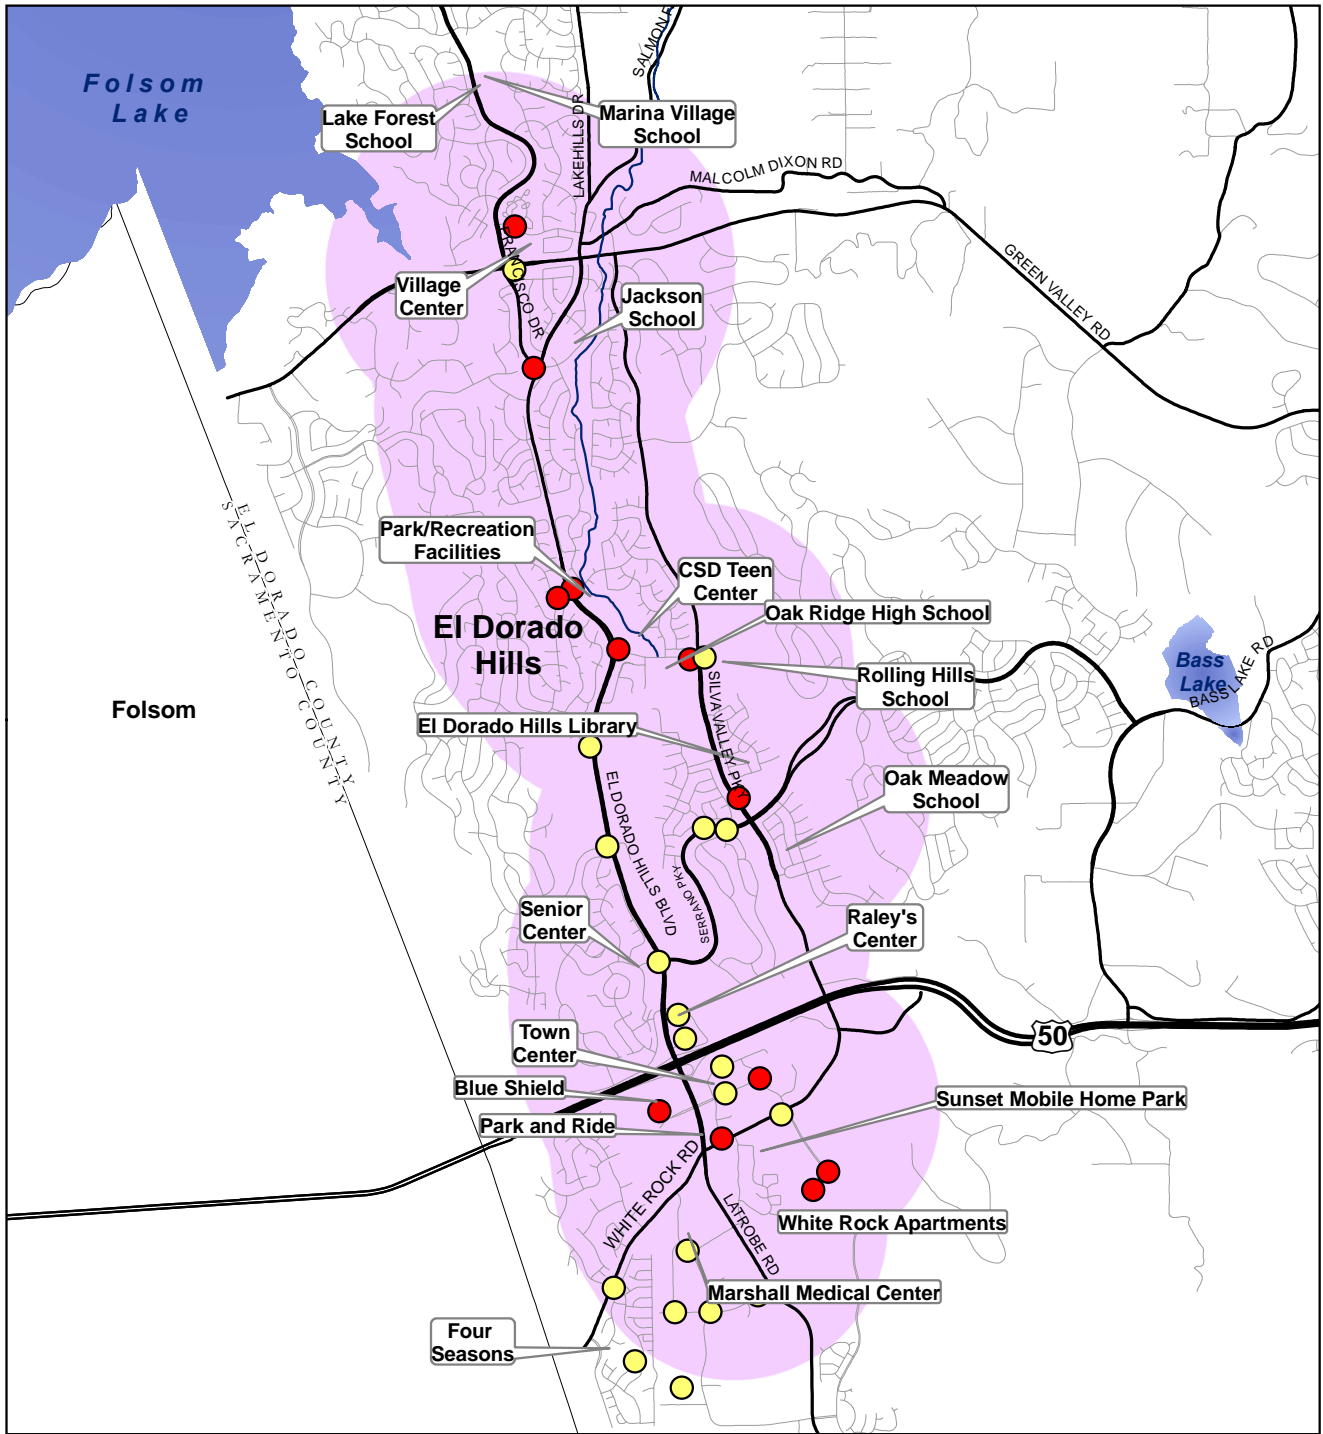 Folsom
Lake
SALMON F
Lake Forest
School
Marina Village
School
LAKEHILLS DR
MALCOLM DIXON RD
FRANCISCO DR
GREEN VALLEY RD
Village
Center
Jackson
School
EL DORADO COUNTY
SACRAMENTO COUNTY
Park/Recreation
Facilities
CSD Teen
Center
Oak Ridge High School
El Dorado
Hills
Rolling Hills
School
Bass
Lake
BASS LAKE RD
Folsom
El Dorado Hills Library
SILVA VALLEY PKY
Oak Meadow
School
EL DORADO HILLS BLVD
SERRANO PKY
Senior
Center
Raley's
Center
50
Town
Center
Blue Shield
Park and Ride
Sunset Mobile Home Park
WHITE ROCK RD
LATROBE RD
White Rock Apartments
Marshall Medical Center
Four
Seasons